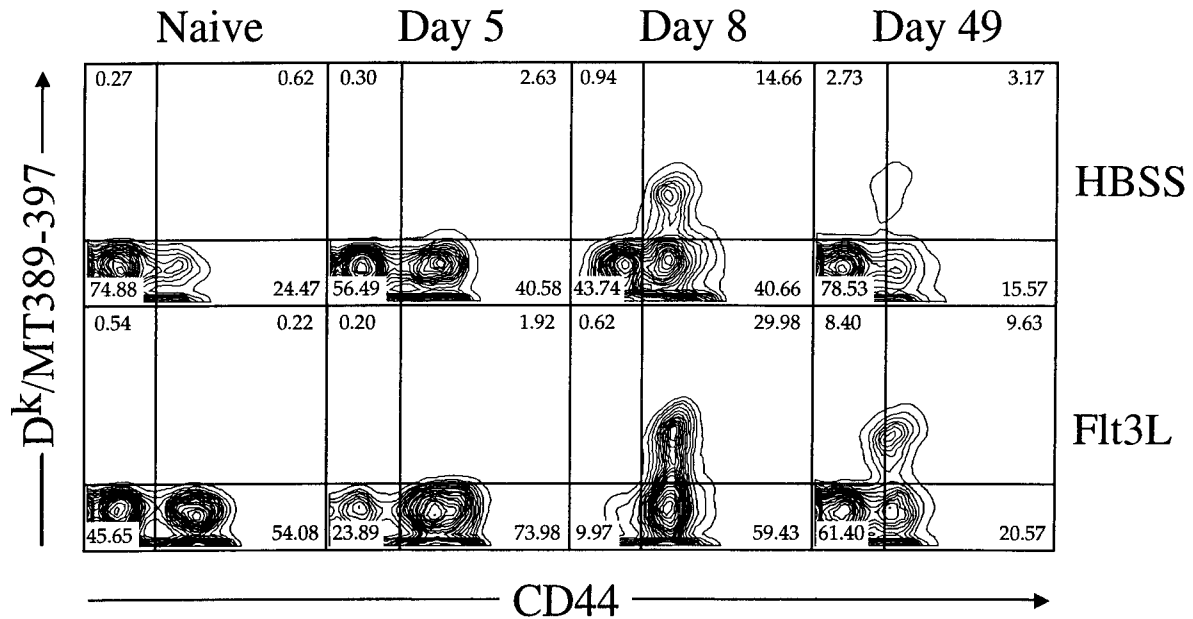 Naive Day 5 Day 8 Day 49
0.27 0.62 0.30 2.63 0.94 14.66 2.73 3.17
HBSS
74.88 24.47 56.49 40.58 43.74 40.66 78.53 15.57
0.54 0.22 0.20 1.92 0.62 29.98 8.40 9.63
Flt3L
45.65 54.08 23.89 73.98 9.97 59.43 61.40 20.57
Dk/MT389-397
CD44